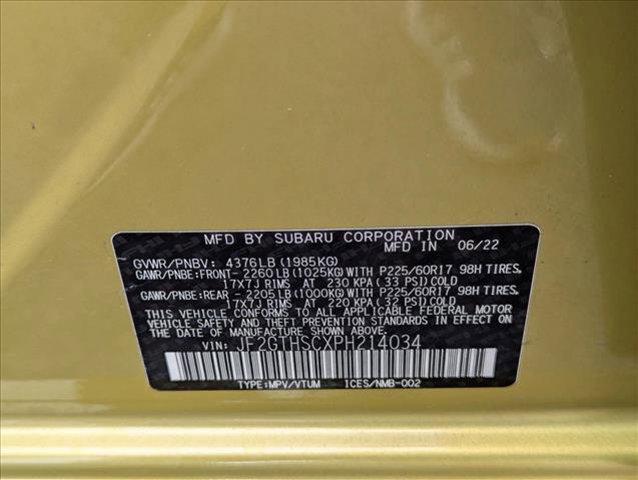 MFD BY SUBARU CORPORATION
MFD IN 06/22
GVWR/PNBV: 4376LB(1985KG)
GAWR/PNBE:FRONT- 2260LB(1025KG)WITH P225/60R17 98H TIRES,
17X7J RIMS AT 230 KPA(33 PSI)COLD
GAWR/PNBE:REAR - 2205LB(1000KG)WITH P225/60R17 98H TIRES,
17X7J RIMS AT 220 KPA(32 PSI)COLD
THIS VEHICLE CONFORMS TO ALL APPLICABLE FEDERAL MOTOR
VEHICLE SAFETY AND THEFT PREVENTION STANDARDS IN EFFECT ON
THE DATE OF MANUFACTURE SHOWN ABOVE.
VIN: JF2GTHSCXPH214034
TYPE:MPV/VTUM ICES/NMB-002